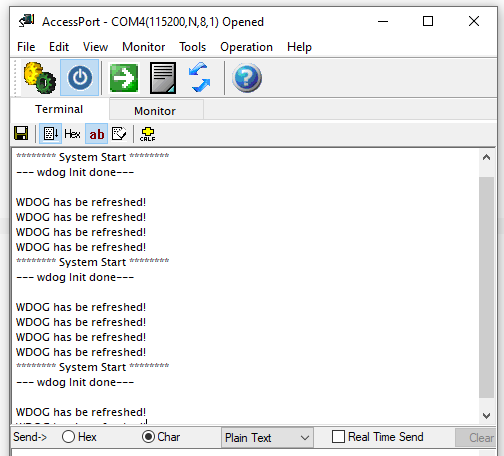 AccessPort - COM4(115200,N,8,1) Opened
File Edit View Monitor Tools Operation Help
Terminal Monitor
Hex ab CRLF
******** System Start ********
--- wdog Init done---
WDOG has be refreshed!
WDOG has be refreshed!
WDOG has be refreshed!
WDOG has be refreshed!
******** System Start ********
--- wdog Init done---
WDOG has be refreshed!
WDOG has be refreshed!
WDOG has be refreshed!
WDOG has be refreshed!
******** System Start ********
--- wdog Init done---
WDOG has be refreshed!
Send-> Hex Char Plain Text Real Time Send Clear